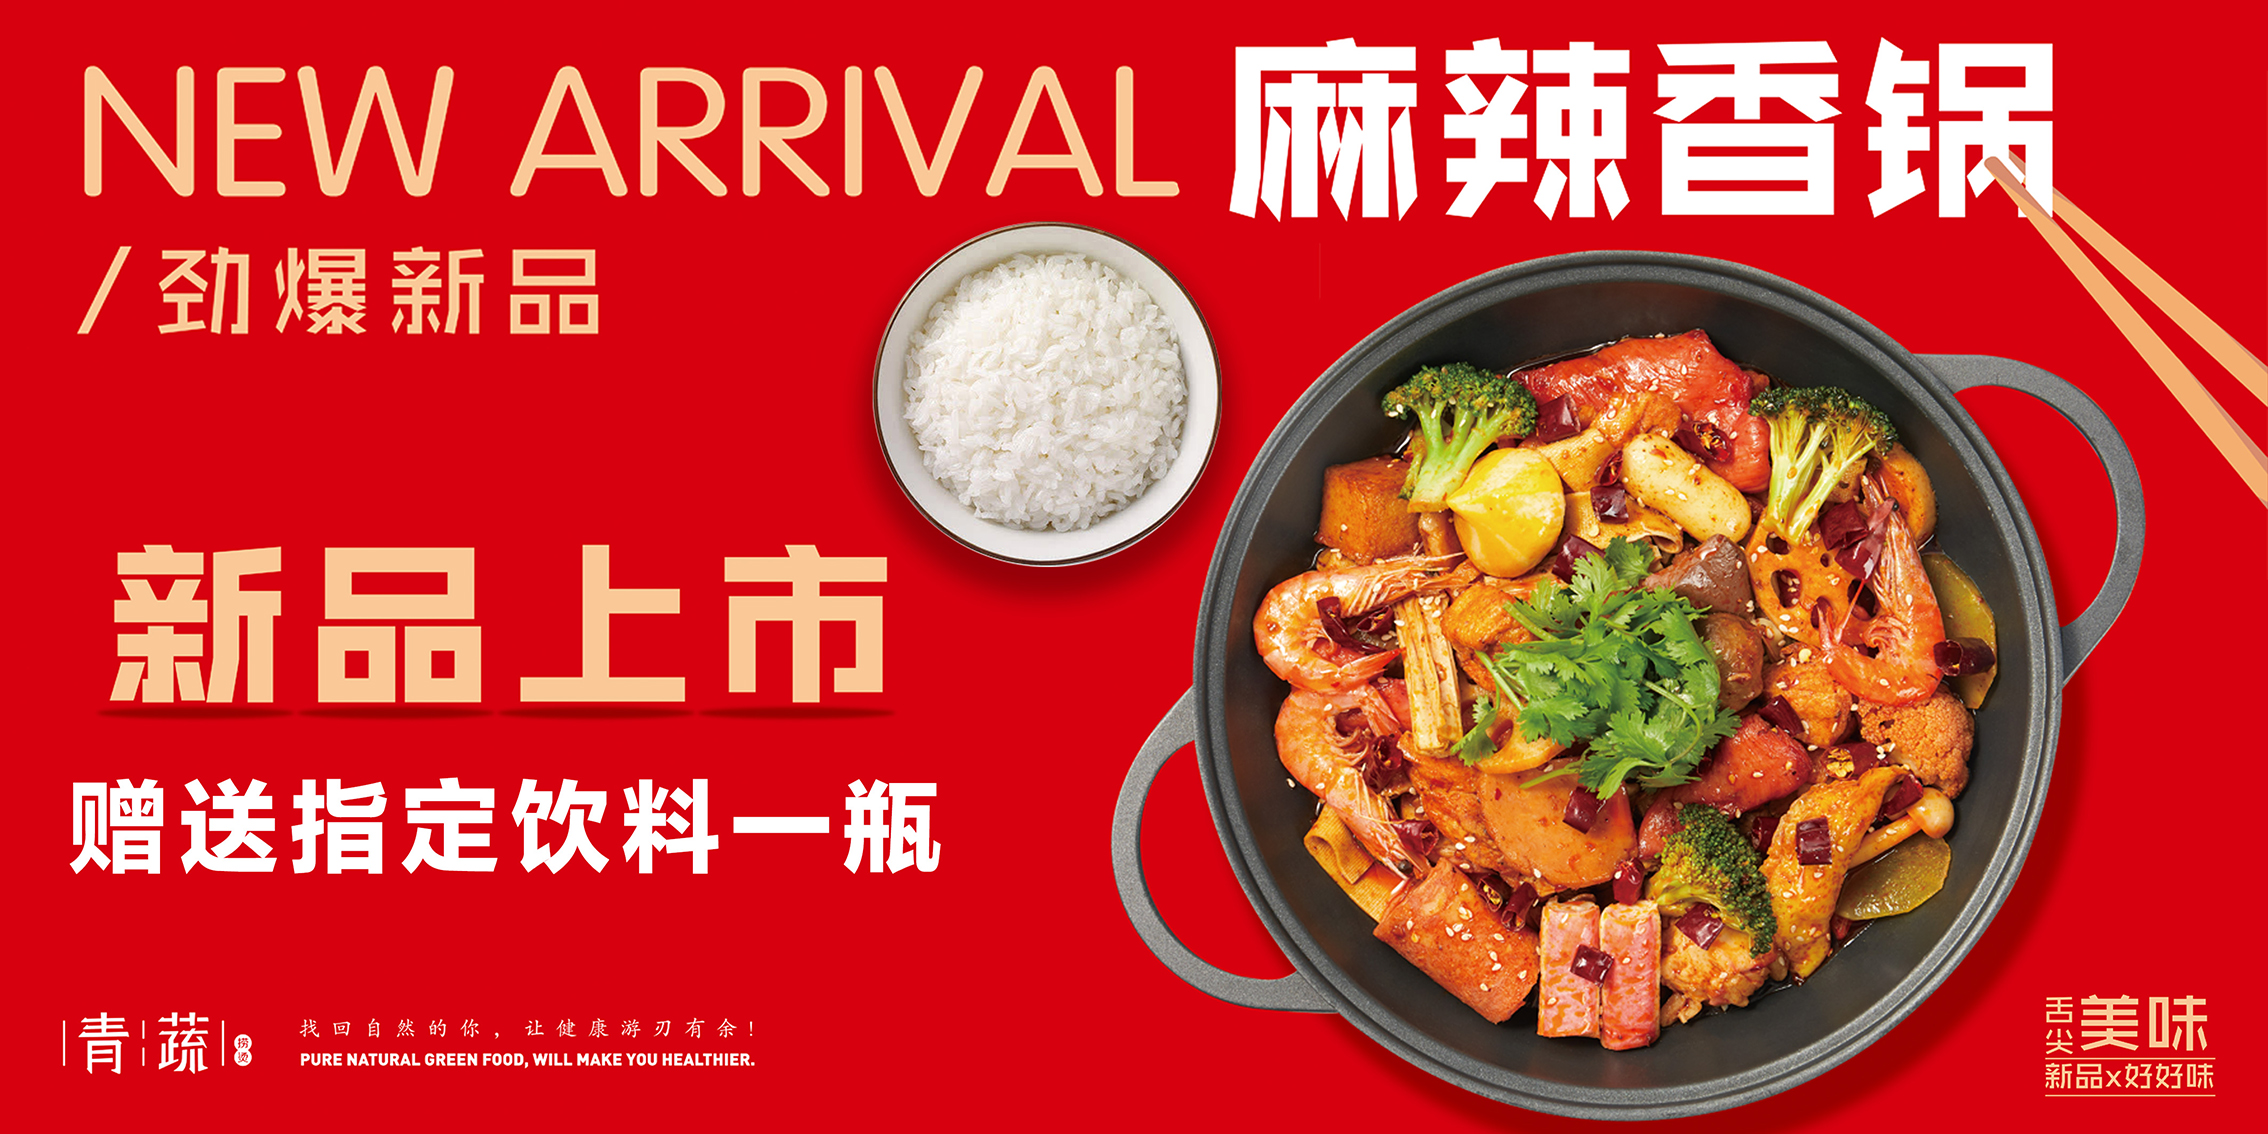 NEW ARRIVAL
麻辣香锅
/劲爆新品
新品上市
赠送指定饮料一瓶
青蔬
捞烫
找回自然的你，让健康游刃有余！
PURE NATURAL GREEN FOOD, WILL MAKE YOU HEALTHIER.
舌尖
美味
新品x好好味